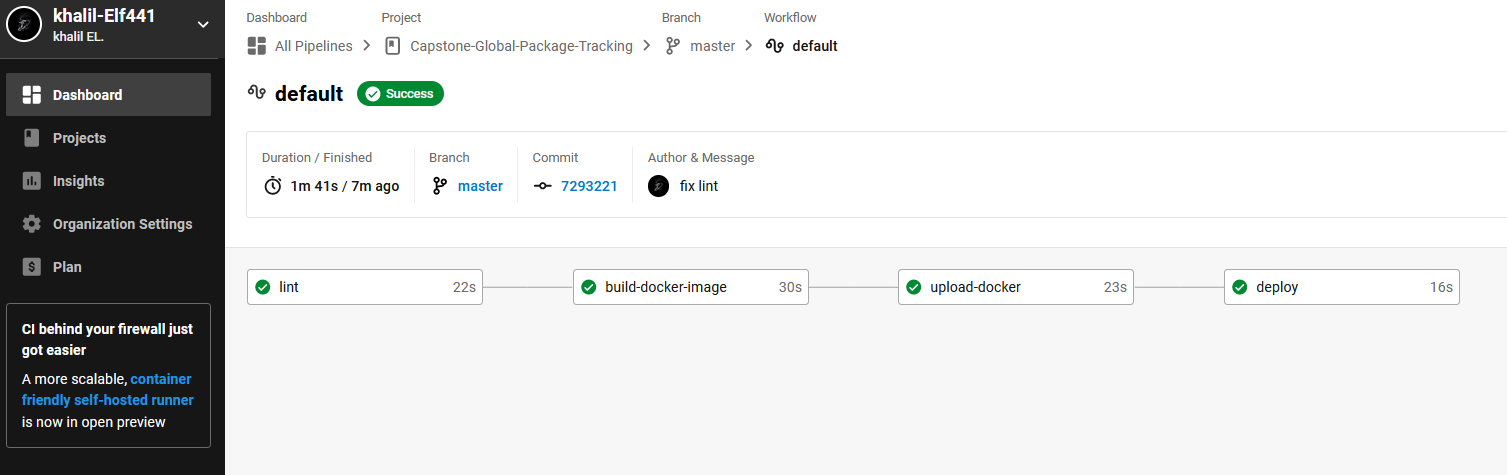 khalil-Elf441
khalil EL.
Dashboard
Projects
Insights
Organization Settings
Plan
CI behind your firewall just
got easier
A more scalable, container
friendly self-hosted runner
is now in open preview
Dashboard Project Branch Workflow
All Pipelines Capstone-Global-Package-Tracking master default
default Success
Duration / Finished Branch Commit Author & Message
1m 41s / 7m ago master 7293221 fix lint
lint 22s build-docker-image 30s upload-docker 23s deploy 16s